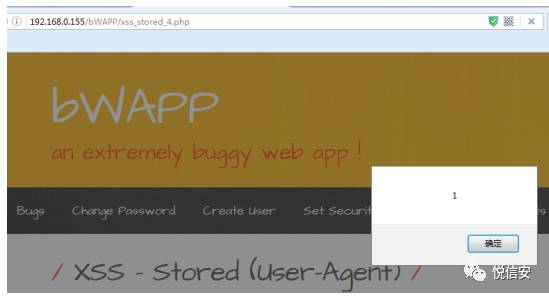 192.168.0.155/bWAPP/xss_stored_4.php
bWAPP
an extremely buggy web app !
1
Bugs Change Password Create User Set Securit
确定
/ XSS - Stored (User-Agent) /
悦信安